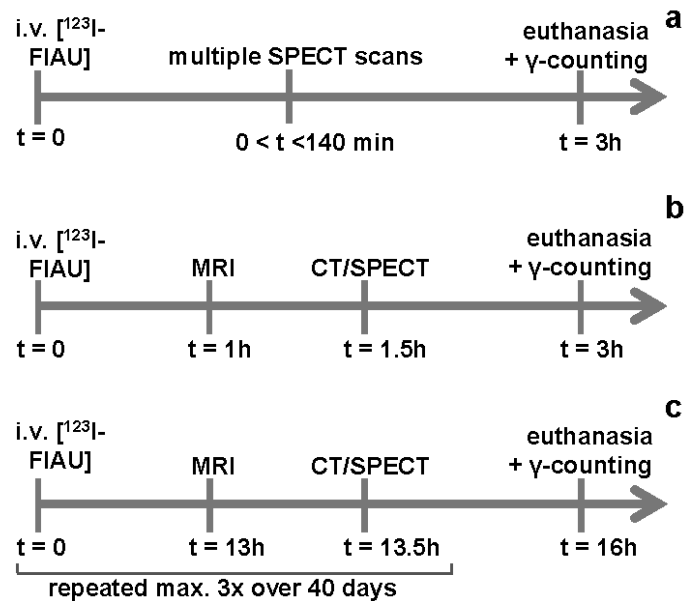 a
i.v. [¹²³I-
FIAU]
multiple SPECT scans
euthanasia
+ γ-counting
t = 0
0 < t <140 min
t = 3h
b
i.v. [¹²³I-
FIAU]
MRI
CT/SPECT
euthanasia
+ γ-counting
t = 0
t = 1h
t = 1.5h
t = 3h
c
i.v. [¹²³I-
FIAU]
MRI
CT/SPECT
euthanasia
+ γ-counting
t = 0
t = 13h
t = 13.5h
t = 16h
repeated max. 3x over 40 days